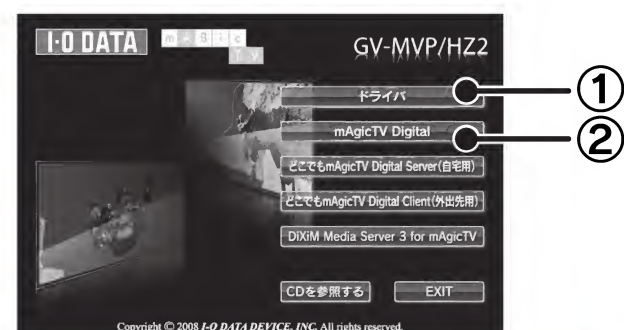 I-O DATA
mAgic
TV
GV-MVP/HZ2
ドライバ
①
mAgicTV Digital
②
どこでもmAgicTV Digital Server(自宅用)
どこでもmAgicTV Digital Client(外出先用)
DiXiM Media Server 3 for mAgicTV
CDを参照する
EXIT
Copyright © 2008 I-O DATA DEVICE, INC. All rights reserved.